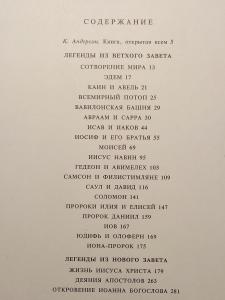 СОДЕРЖАНИЕ
К. Андерсон. Книга, открытая всем 5
ЛЕГЕНДЫ ИЗ ВЕТХОГО ЗАВЕТА
СОТВОРЕНИЕ МИРА 13
ЭДЕМ 17
КАИН И АВЕЛЬ 21
ВСЕМИРНЫЙ ПОТОП 25
ВАВИЛОНСКАЯ БАШНЯ 29
АВРААМ И САРРА 30
ИСАВ И ИАКОВ 44
ИОСИФ И ЕГО БРАТЬЯ 55
МОИСЕЙ 69
ИИСУС НАВИН 95
ГЕДЕОН И АВИМЕЛЕХ 103
САМСОН И ФИЛИСТИМЛЯНЕ 109
САУЛ И ДАВИД 116
СОЛОМОН 141
ПРОРОКИ ИЛИЯ И ЕЛИСЕЙ 147
ПРОРОК ДАНИИЛ 159
ИОВ 167
ЮДИФЬ И ОЛОФЕРН 169
ИОНА-ПРОРОК 175
ЛЕГЕНДЫ ИЗ НОВОГО ЗАВЕТА
ЖИЗНЬ ИИСУСА ХРИСТА 179
ДЕЯНИЯ АПОСТОЛОВ 263
ОТКРОВЕНИЕ ИОАННА БОГОСЛОВА 281